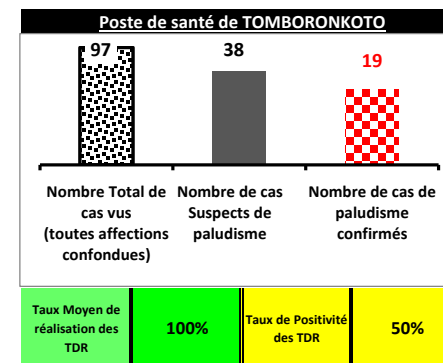 Poste de santé de TOMBORONKOTO
97
38
19
Nombre Total de
cas vus
(toutes affections
confondues)
Nombre de cas
Suspects de
paludisme
Nombre de cas de
paludisme
confirmés
Taux Moyen de
réalisation des
TDR
100%
Taux de Positivité
des TDR
50%